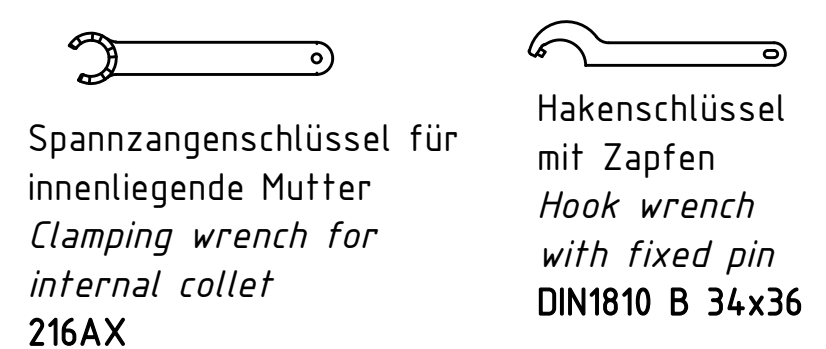 Spannzangenschlüssel für
innenliegende Mutter
Clamping wrench for
internal collet
216AX
Hakenschlüssel
mit Zapfen
Hook wrench
with fixed pin
DIN1810 B 34x36